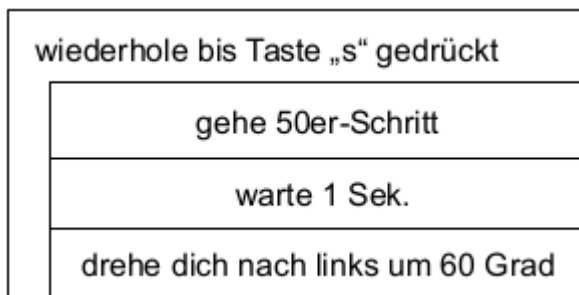 wiederhole bis Taste „s“ gedrückt
gehe 50er-Schritt
warte 1 Sek.
drehe dich nach links um 60 Grad